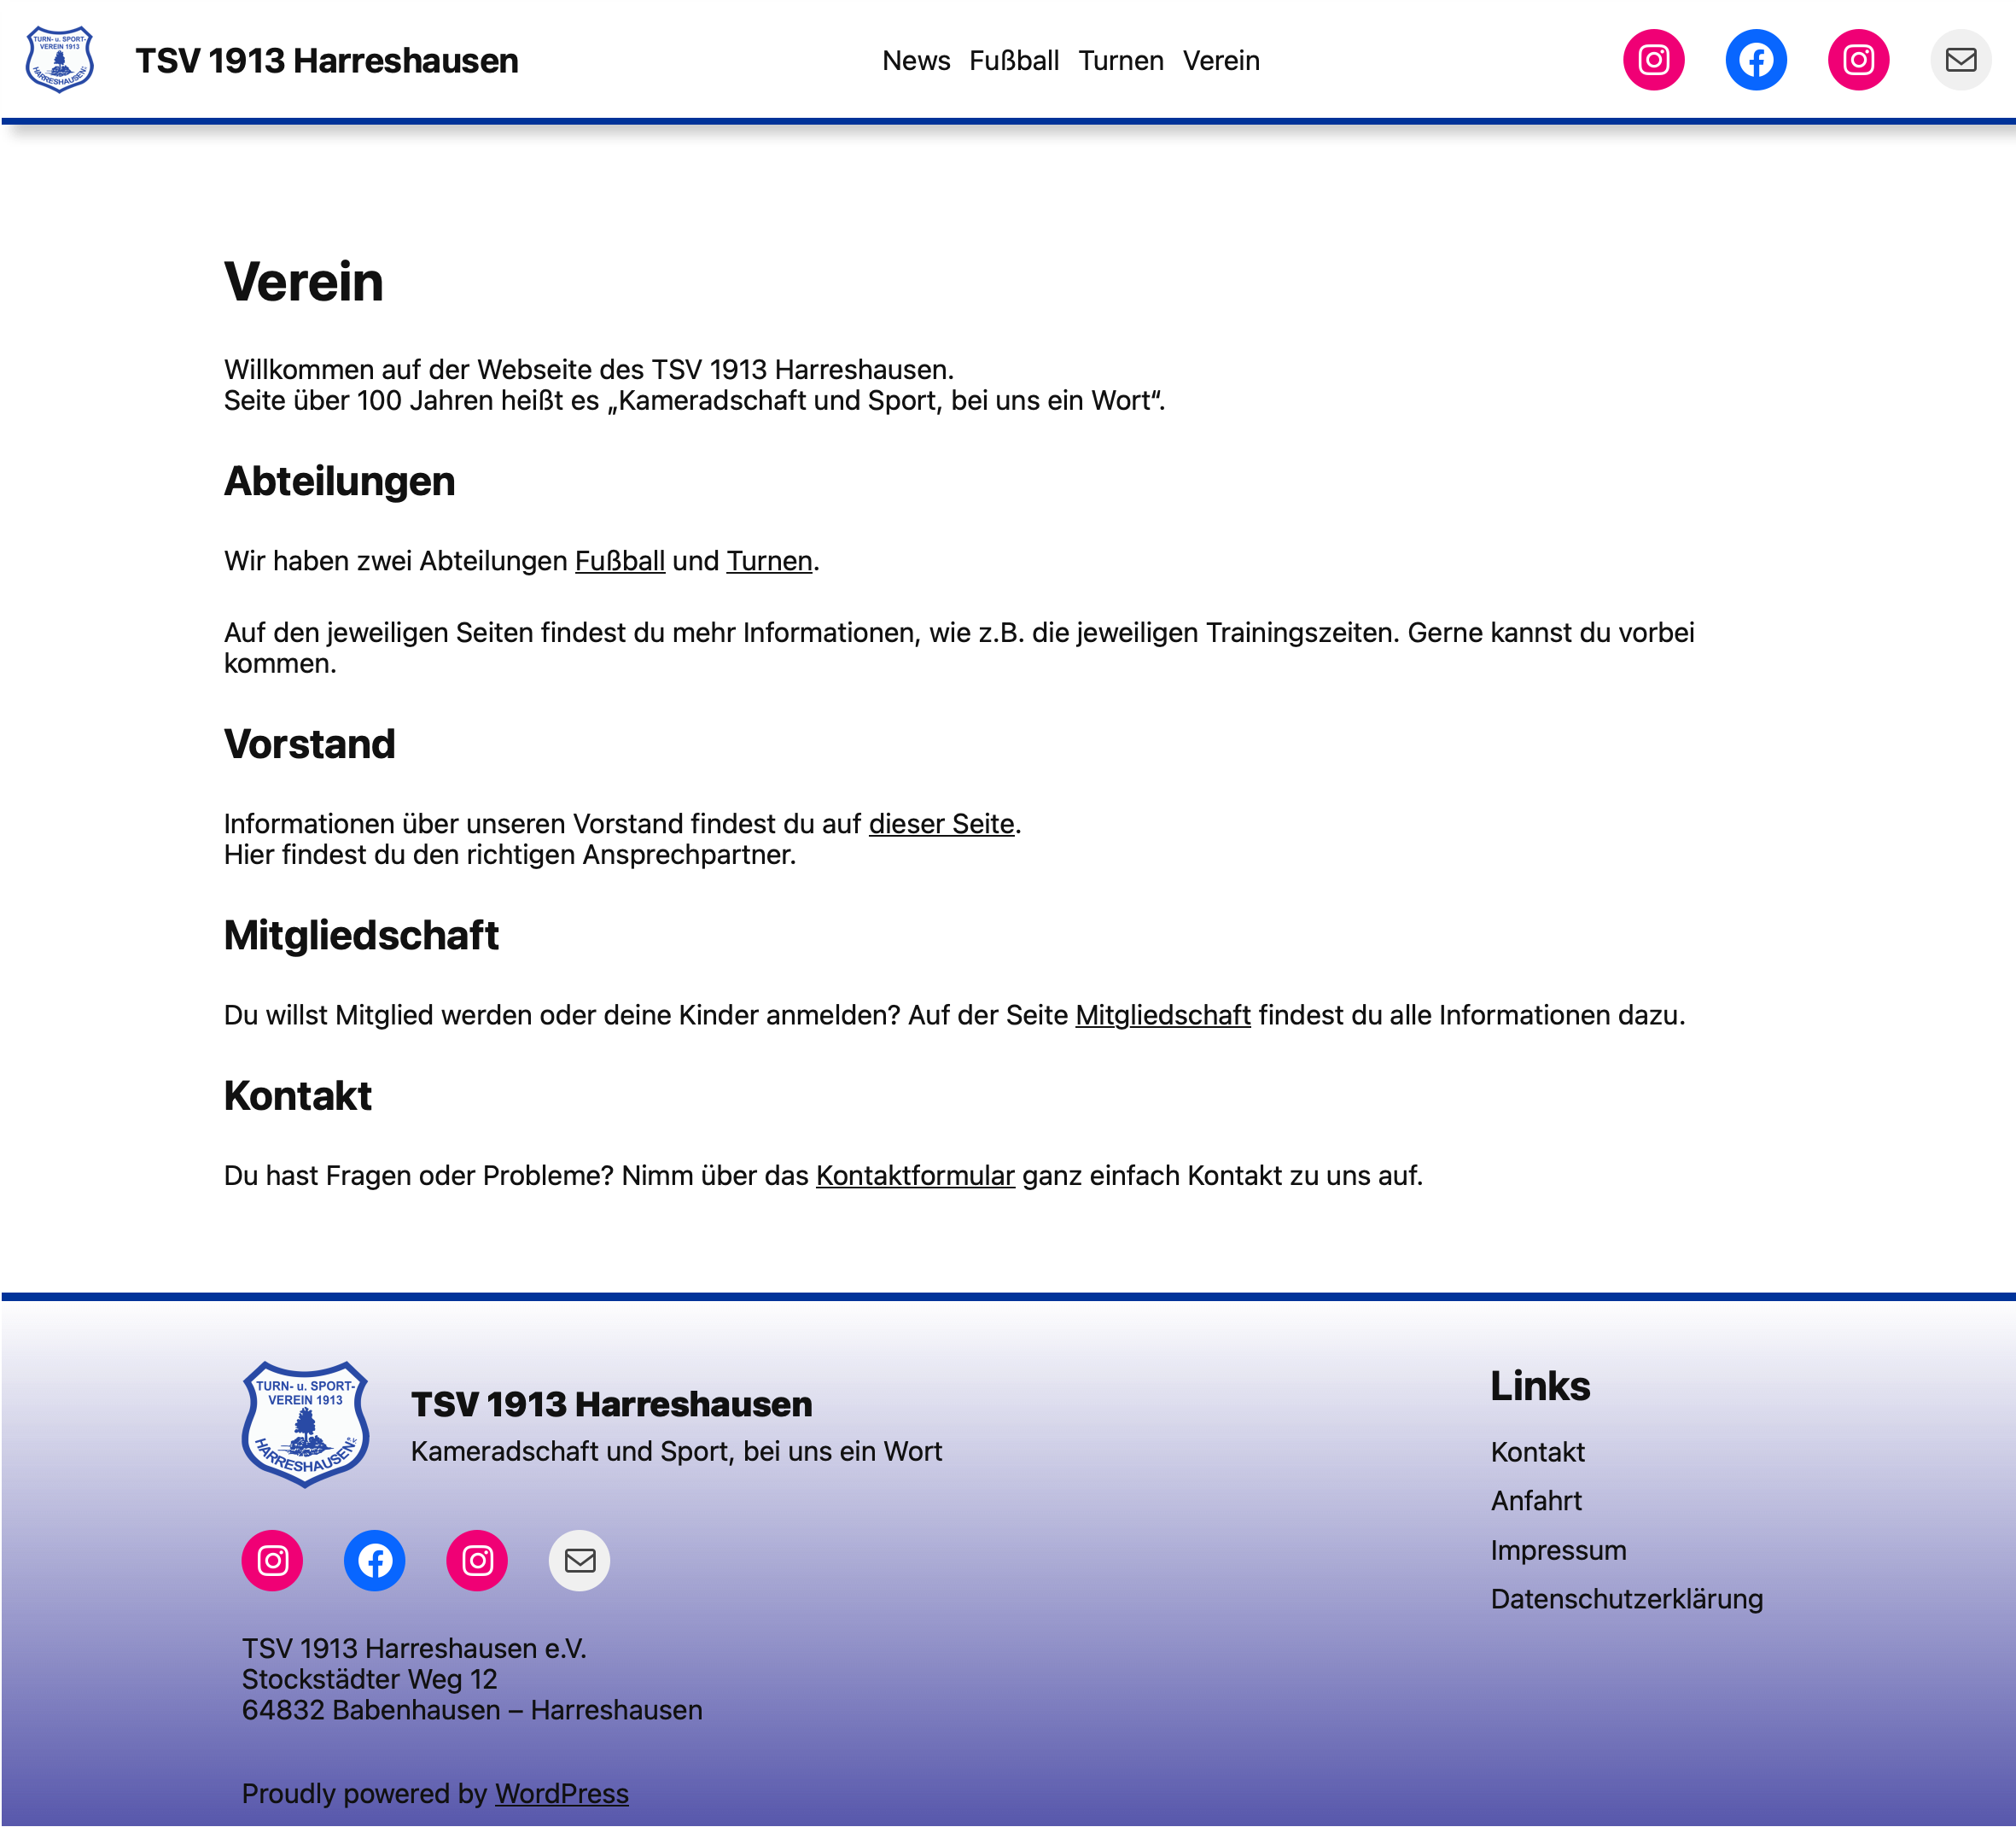 TURN- u. SPORT-
VEREIN 1913
HARRESHAUSEN e.V.
TSV 1913 Harreshausen
News Fußball Turnen Verein
Verein
Willkommen auf der Webseite des TSV 1913 Harreshausen.
Seite über 100 Jahren heißt es „Kameradschaft und Sport, bei uns ein Wort“.
Abteilungen
Wir haben zwei Abteilungen Fußball und Turnen.
Auf den jeweiligen Seiten findest du mehr Informationen, wie z.B. die jeweiligen Trainingszeiten. Gerne kannst du vorbei
kommen.
Vorstand
Informationen über unseren Vorstand findest du auf dieser Seite.
Hier findest du den richtigen Ansprechpartner.
Mitgliedschaft
Du willst Mitglied werden oder deine Kinder anmelden? Auf der Seite Mitgliedschaft findest du alle Informationen dazu.
Kontakt
Du hast Fragen oder Probleme? Nimm über das Kontaktformular ganz einfach Kontakt zu uns auf.
TURN- u. SPORT-
VEREIN 1913
HARRESHAUSEN e.V.
TSV 1913 Harreshausen
Kameradschaft und Sport, bei uns ein Wort
TSV 1913 Harreshausen e.V.
Stockstädter Weg 12
64832 Babenhausen – Harreshausen
Proudly powered by WordPress
Links
Kontakt
Anfahrt
Impressum
Datenschutzerklärung